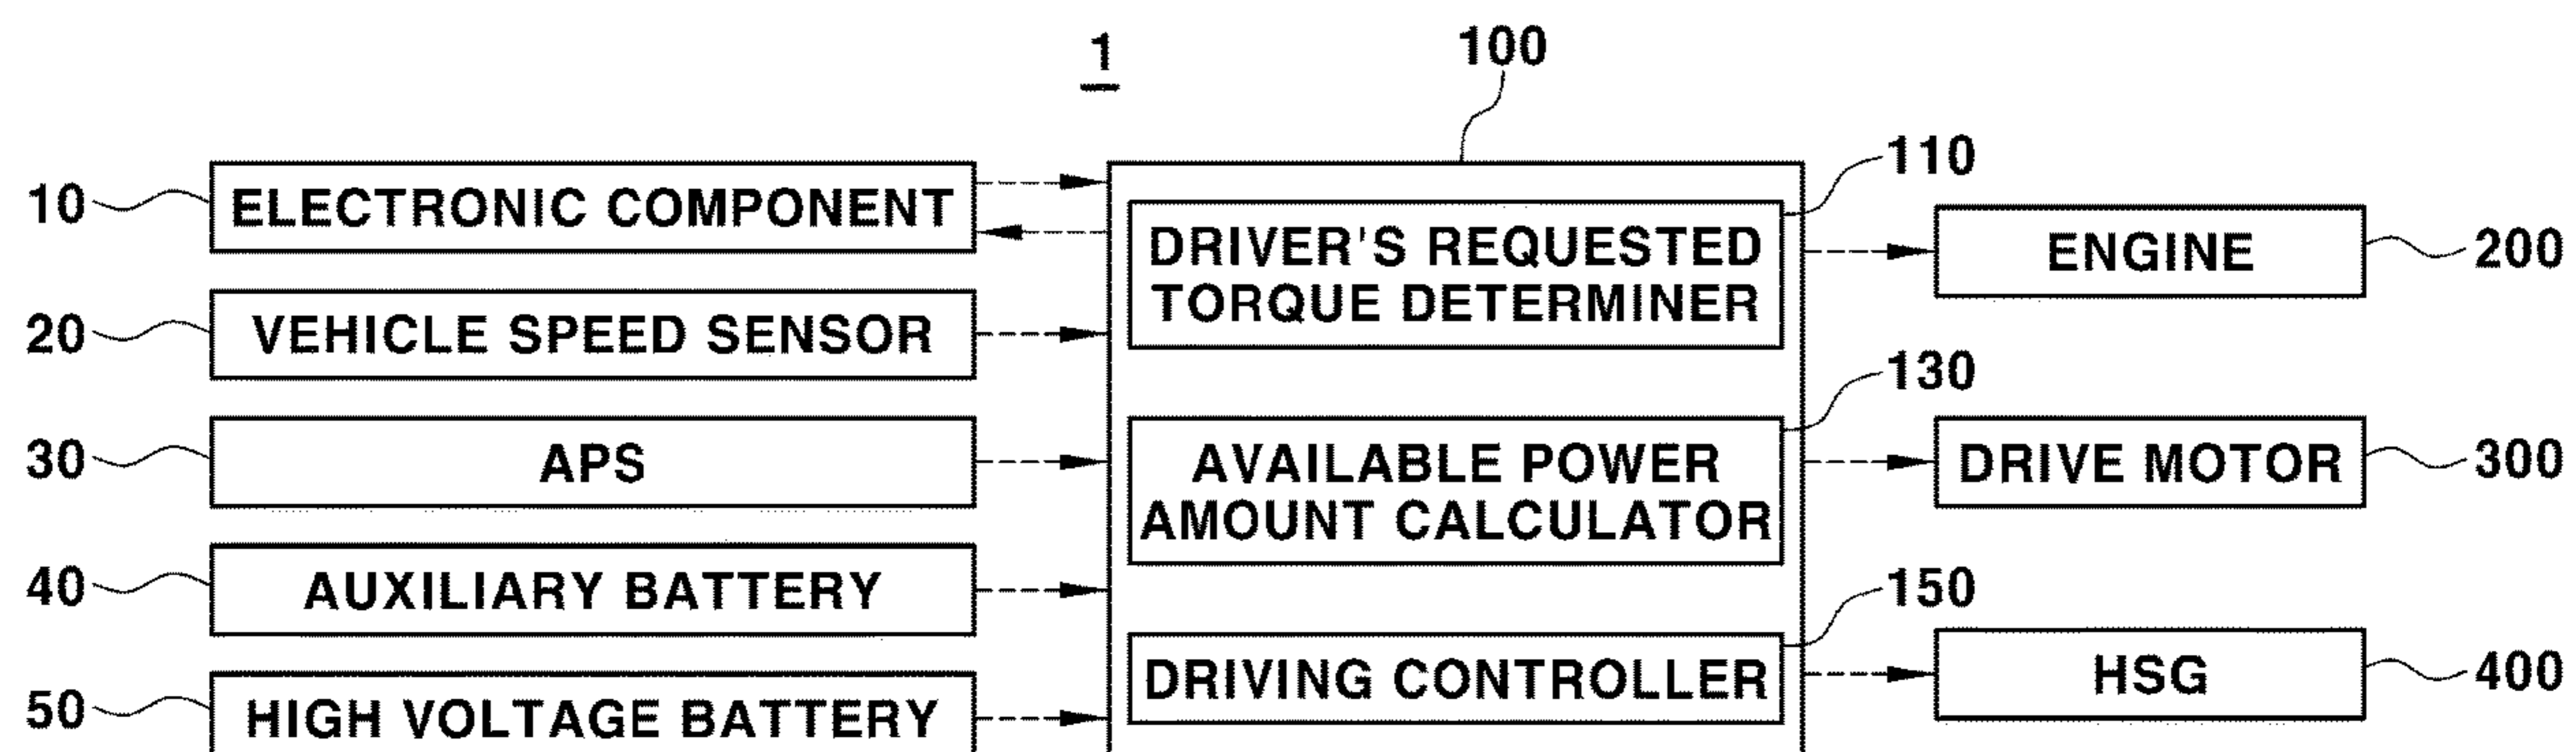 1
100
10
ELECTRONIC COMPONENT
20
VEHICLE SPEED SENSOR
30
APS
40
AUXILIARY BATTERY
50
HIGH VOLTAGE BATTERY
110
DRIVER'S REQUESTED
TORQUE DETERMINER
130
AVAILABLE POWER
AMOUNT CALCULATOR
150
DRIVING CONTROLLER
ENGINE
200
DRIVE MOTOR
300
HSG
400